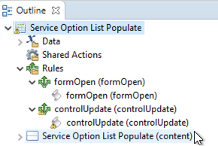 Outline
Service Option List Populate
Data
Shared Actions
Rules
formOpen (formOpen)
formOpen (formOpen)
controlUpdate (controlUpdate)
controlUpdate (controlUpdate)
Service Option List Populate (content)